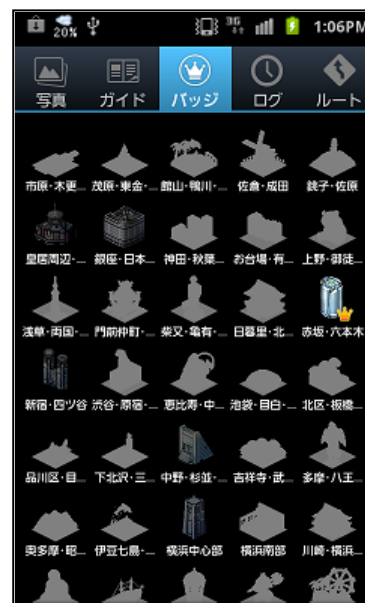 20% 3G 1:06PM
写真 ガイド バッジ ログ ルート
市原・木更... 茂原・東金・... 館山・鴨川・... 佐倉・成田 銚子・佐原
皇居周辺・... 銀座・日本... 神田・秋葉... お台場・有... 上野・御徒...
浅草・両国・... 門前仲町・... 柴又・亀有・... 日暮里・北... 赤坂・六本木
新宿・四ツ谷 渋谷・原宿・... 恵比寿・中... 池袋・目白・... 北区・板橋...
品川区・目... 下北沢・三... 中野・杉並・... 吉祥寺・武... 多摩・八王...
奥多摩・昭... 伊豆七島・... 横浜中心部 横浜南部 川崎・横浜...